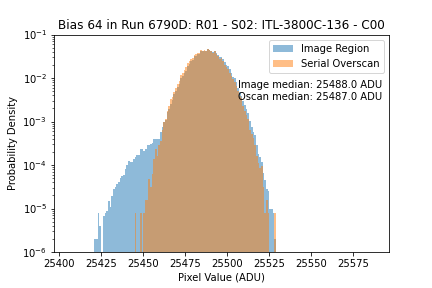 Bias 64 in Run 6790D: R01 - S02: ITL-3800C-136 - C00
Image Region
Serial Overscan
Image median: 25488.0 ADU
Oscan median: 25487.0 ADU
Probability Density
10⁻¹
10⁻²
10⁻³
10⁻⁴
10⁻⁵
10⁻⁶
25400 25425 25450 25475 25500 25525 25550 25575
Pixel Value (ADU)